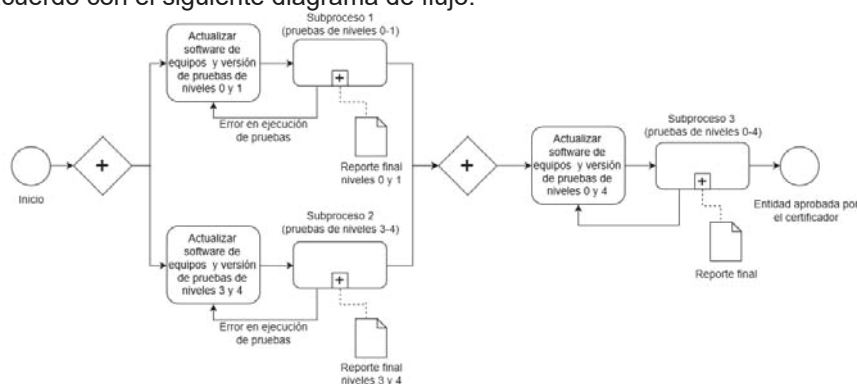 cuerdo con el siguiente diagrama de flujo:
Subproceso 1
(pruebas de niveles 0-1)
Actualizar
software de
equipos y versión
de pruebas de
niveles 0 y 1
+
Error en ejecución
de pruebas
Reporte final
niveles 0 y 1
Inicio
+
Subproceso 2
(pruebas de niveles 3-4)
Actualizar
software de
equipos y versión
de pruebas de
niveles 3 y 4
+
Error en ejecución
de pruebas
Reporte final
niveles 3 y 4
+
Subproceso 3
(pruebas de niveles 0-4)
Actualizar
software de
equipos y versión
de pruebas de
niveles 0 y 4
+
Reporte final
Entidad aprobada por
el certificador